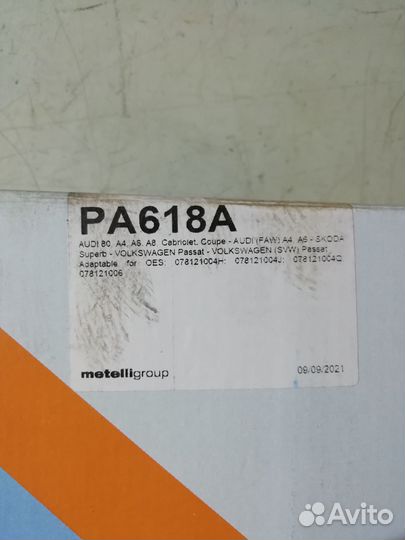 PA618A
AUDI 80, A4, A6, A8, Cabriolet, Coupe - AUDI (FAW) A4, A6 - SKODA
Superb - VOLKSWAGEN Passat - VOLKSWAGEN (SVW) Passat
Adaptable for OES: 078121004H; 078121004J; 078121004Q
078121006
metelligroup
09/09/2021
Avito